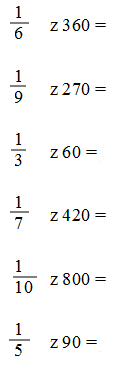 1/6 z 360 =
1/9 z 270 =
1/3 z 60 =
1/7 z 420 =
1/10 z 800 =
1/5 z 90 =